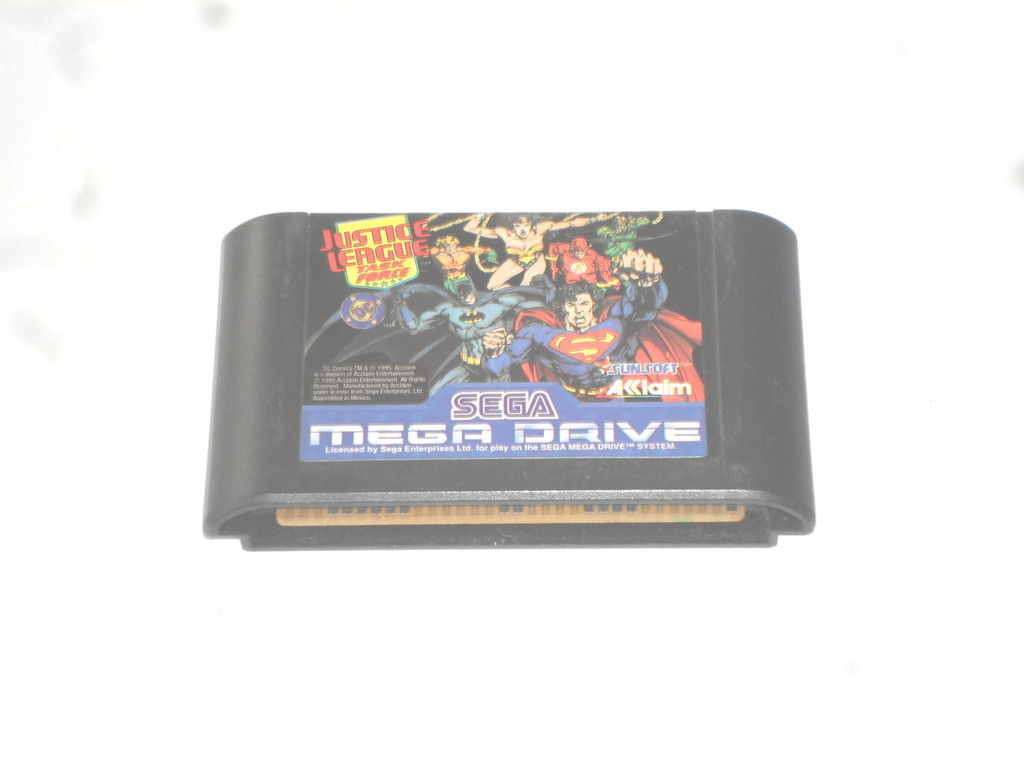 JUSTICE
LEAGUE
TASK
FORCE
DC
DC Comics TM & © 1995. Acclaim
is a division of Acclaim Entertainment
© 1995 Acclaim Entertainment. All Rights
Reserved. Manufactured by Acclaim
under license from Sega Enterprises, Ltd.
Assembled in Mexico.
S
SUNSOFT
AKKlaim
SEGA
MEGA DRIVE
Licensed by Sega Enterprises Ltd. for play on the SEGA MEGA DRIVE™ SYSTEM.